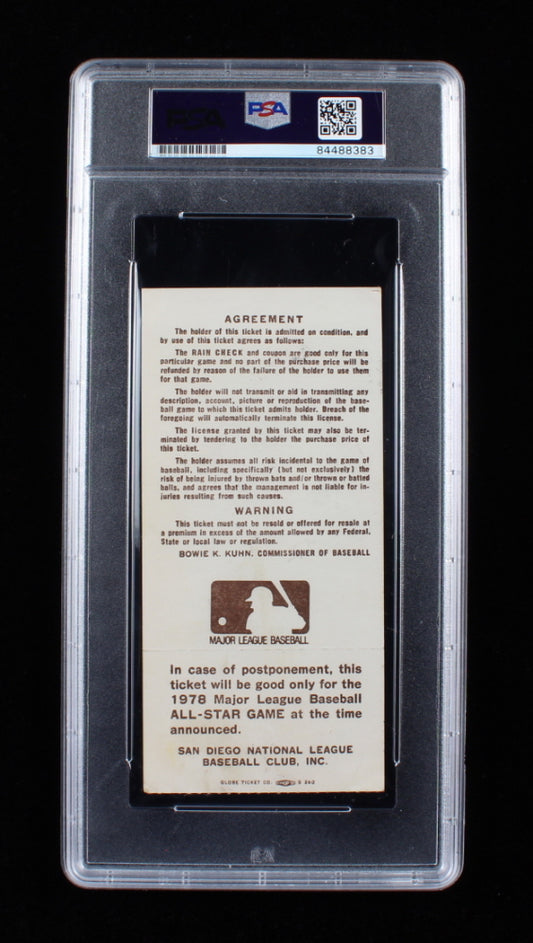 PSA
PSA
84488383
AGREEMENT
The holder of this ticket is admitted on condition, and
by use of this ticket agrees as follows:
The RAIN CHECK and coupon are good only for this
particular game and no part of the purchase price will be
refunded by reason of the failure of the holder to use them
for that game.
The holder will not transmit or aid in transmitting any
description, account, picture or reproduction of the base-
ball game to which this ticket admits holder. Breach of the
foregoing will automatically terminate this license.
The license granted by this ticket may also be ter-
minated by tendering to the holder the purchase price of
this ticket.
The holder assumes all risk incidental to the game of
baseball, including specifically (but not exclusively) the
risk of being injured by thrown bats and/or thrown or batted
balls, and agrees that the management is not liable for in-
juries resulting from such causes.
WARNING
This ticket must not be resold or offered for resale at
a premium in excess of the amount allowed by any Federal,
State or local law or regulation.
BOWIE K. KUHN, COMMISSIONER OF BASEBALL
MAJOR LEAGUE BASEBALL
In case of postponement, this
ticket will be good only for the
1978 Major League Baseball
ALL-STAR GAME at the time
announced.
SAN DIEGO NATIONAL LEAGUE
BASEBALL CLUB, INC.
GLOBE TICKET CO.